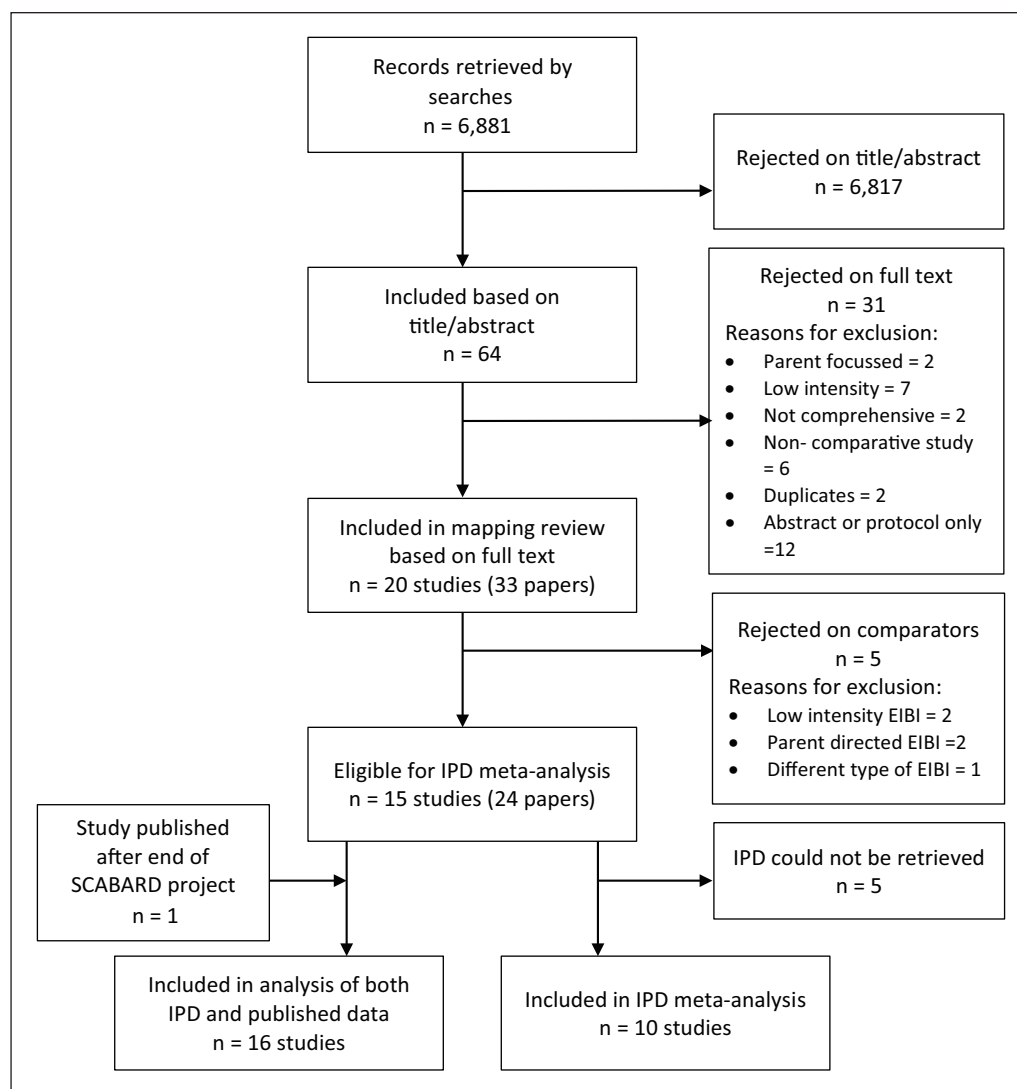 Records retrieved by
searches
n = 6,881
Rejected on title/abstract
n = 6,817
Included based on
title/abstract
n = 64
Rejected on full text
n = 31
Reasons for exclusion:
• Parent focussed = 2
• Low intensity = 7
• Not comprehensive = 2
• Non- comparative study
= 6
• Duplicates = 2
• Abstract or protocol only
=12
Included in mapping review
based on full text
n = 20 studies (33 papers)
Rejected on comparators
n = 5
Reasons for exclusion:
• Low intensity EIBI = 2
• Parent directed EIBI =2
• Different type of EIBI = 1
Eligible for IPD meta-analysis
n = 15 studies (24 papers)
Study published
after end of
SCABARD project
n = 1
IPD could not be retrieved
n = 5
Included in analysis of both
IPD and published data
n = 16 studies
Included in IPD meta-analysis
n = 10 studies